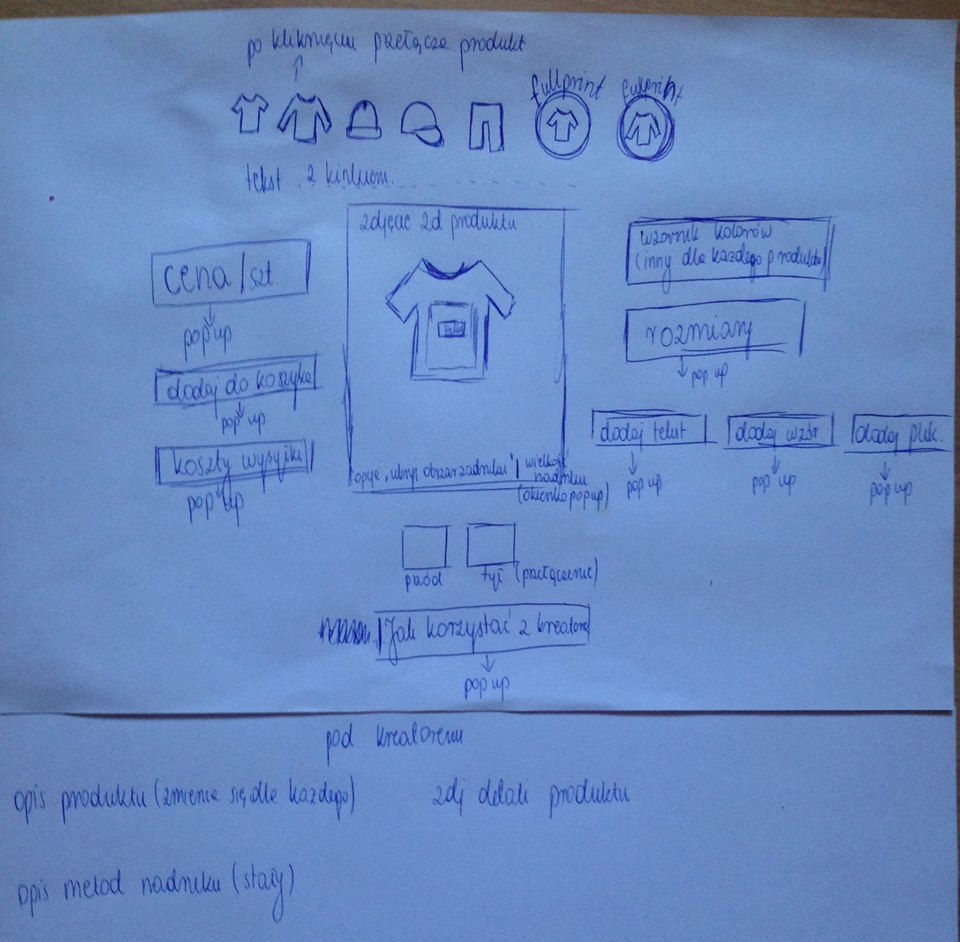 po kliknięciu przełącza produkt
fullprint
fullprint
tekst z linkiem
zdjęcie 2d produktu
wzornik kolorów
(inny dla każdego produktu)
cena/szt.
pop up
rozmiary
pop up
dodaj do koszyka
pop up
dodaj tekst
dodaj wzór
dodaj plik.
pop up
pop up
pop up
koszty wysyłki
pop up
opcje „ukryj obszar zadruku"
wielkość
nadruku
(okienko pop up)
przód
tył (przełączenie)
Jak korzystać z kreatora
pop up
pod kreatorem
opis produktu (zmienia się dla każdego)
zdj detali produktu
opis metod nadruku (stały)